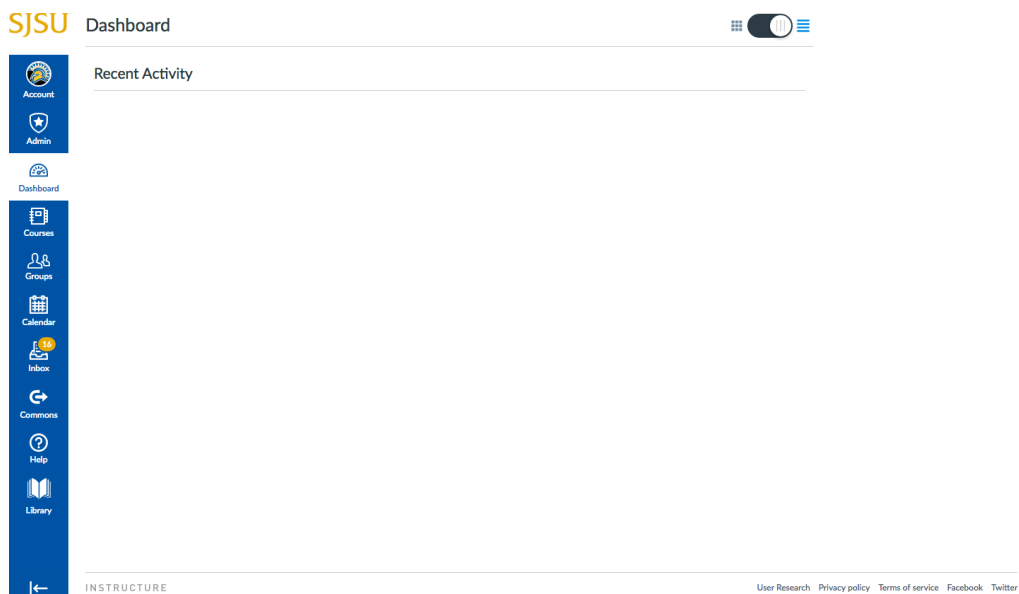 SJSU
Dashboard
Recent Activity
Account
Admin
Dashboard
Courses
Groups
Calendar
16
Inbox
Commons
Help
Library
INSTRUCTURE
User Research Privacy policy Terms of service Facebook Twitter